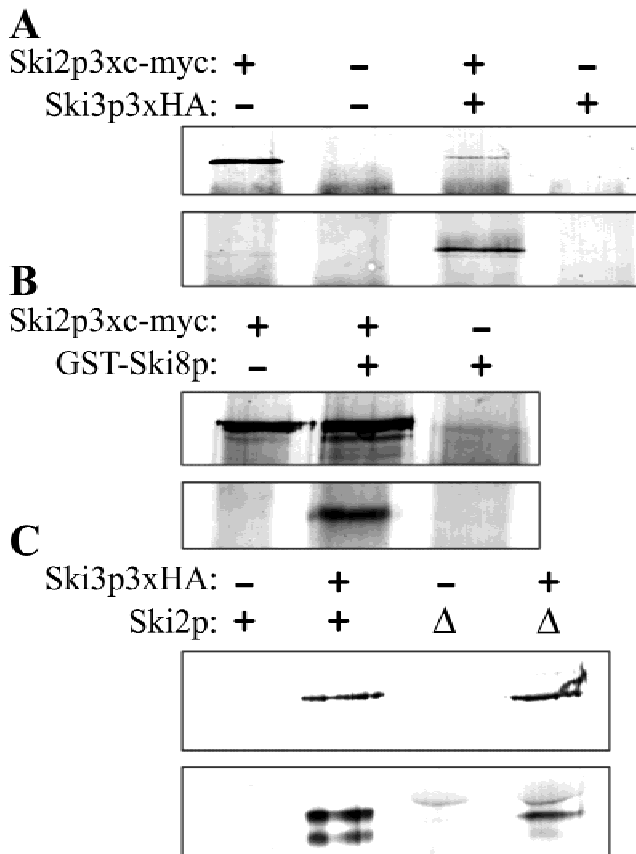 A
Ski2p3xc-myc: + - + -
Ski3p3xHA: - - + +
B
Ski2p3xc-myc: + + -
GST-Ski8p: - + +
C
Ski3p3xHA: - + - +
Ski2p: + + Δ Δ